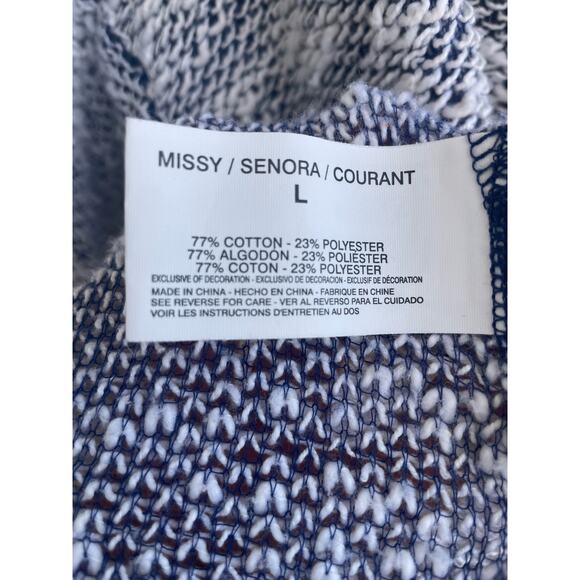 MISSY / SENORA / COURANT
L
77% COTTON - 23% POLYESTER
77% ALGODON - 23% POLIÉSTER
77% COTON - 23% POLYESTER
EXCLUSIVE OF DECORATION - EXCLUSIVO DE DECORACIÓN - EXCLUSIF DE DÉCORATION
MADE IN CHINA - HECHO EN CHINA - FABRIQUE EN CHINE
SEE REVERSE FOR CARE - VER AL REVERSO PARA EL CUIDADO
VOIR LES INSTRUCTIONS D'ENTRETIEN AU DOS